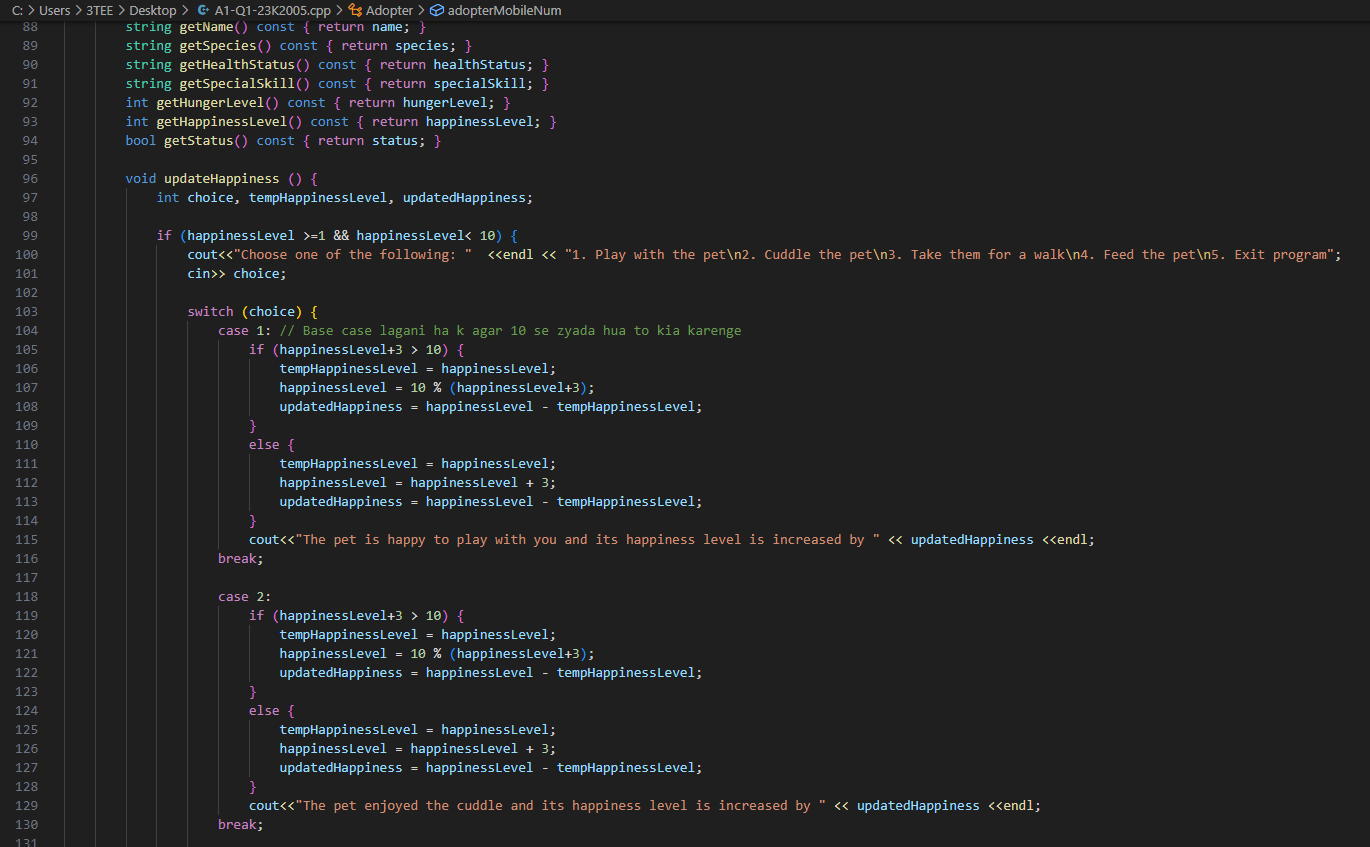 C: > Users > 3TEE > Desktop > A1-Q1-23K2005.cpp > Adopter > adopterMobileNum
88 string getName() const { return name; }
89 string getSpecies() const { return species; }
90 string getHealthStatus() const { return healthStatus; }
91 string getSpecialSkill() const { return specialSkill; }
92 int getHungerLevel() const { return hungerLevel; }
93 int getHappinessLevel() const { return happinessLevel; }
94 bool getStatus() const { return status; }
95
96 void updateHappiness () {
97 int choice, tempHappinessLevel, updatedHappiness;
98
99 if (happinessLevel >=1 && happinessLevel< 10) {
100 cout<<"Choose one of the following: "  <<endl << "1. Play with the pet\n2. Cuddle the pet\n3. Take them for a walk\n4. Feed the pet\n5. Exit program";
101 cin>> choice;
102
103 switch (choice) {
104 case 1: // Base case lagani ha k agar 10 se zyada hua to kia karenge
105 if (happinessLevel+3 > 10) {
106 tempHappinessLevel = happinessLevel;
107 happinessLevel = 10 % (happinessLevel+3);
108 updatedHappiness = happinessLevel - tempHappinessLevel;
109 }
110 else {
111 tempHappinessLevel = happinessLevel;
112 happinessLevel = happinessLevel + 3;
113 updatedHappiness = happinessLevel - tempHappinessLevel;
114 }
115 cout<<"The pet is happy to play with you and its happiness level is increased by " << updatedHappiness <<endl;
116 break;
117
118 case 2:
119 if (happinessLevel+3 > 10) {
120 tempHappinessLevel = happinessLevel;
121 happinessLevel = 10 % (happinessLevel+3);
122 updatedHappiness = happinessLevel - tempHappinessLevel;
123 }
124 else {
125 tempHappinessLevel = happinessLevel;
126 happinessLevel = happinessLevel + 3;
127 updatedHappiness = happinessLevel - tempHappinessLevel;
128 }
129 cout<<"The pet enjoyed the cuddle and its happiness level is increased by " << updatedHappiness <<endl;
130 break;
131